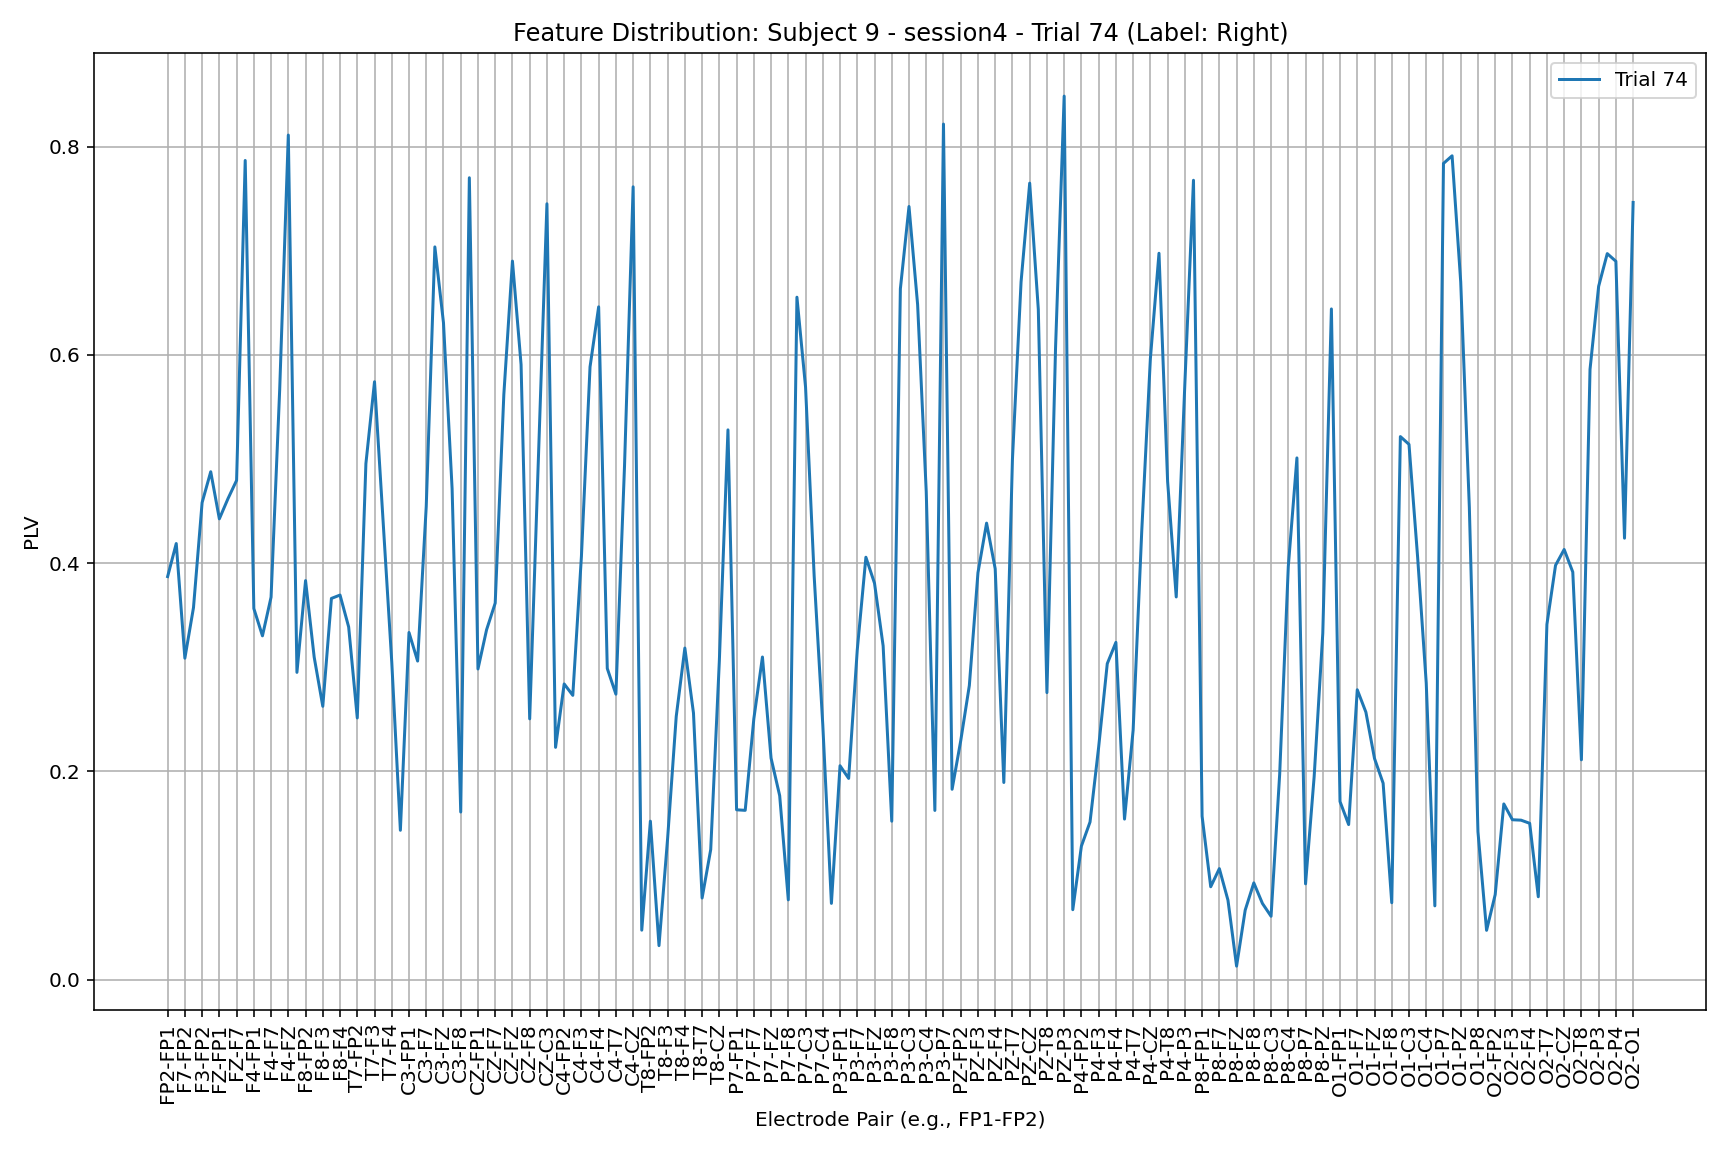 Feature Distribution: Subject 9 - session4 - Trial 74 (Label: Right)
Trial 74
PLV
0.8
0.6
0.4
0.2
0.0
FP2-FP1
F7-FP2
F3-FP2
FZ-FP1
FZ-F7
F4-FP1
F4-F7
F4-FZ
F8-FP2
F8-F3
F8-F4
T7-FP2
T7-F3
T7-F4
C3-FP1
C3-F7
C3-FZ
C3-F8
CZ-FP1
CZ-F7
CZ-FZ
CZ-F8
CZ-C3
C4-FP2
C4-F3
C4-F4
C4-T7
C4-CZ
T8-FP2
T8-F3
T8-F4
T8-T7
T8-CZ
P7-FP1
P7-F7
P7-FZ
P7-F8
P7-C3
P7-C4
P3-FP1
P3-F7
P3-FZ
P3-F8
P3-C3
P3-C4
P3-P7
PZ-FP2
PZ-F3
PZ-F4
PZ-T7
PZ-CZ
PZ-T8
PZ-P3
P4-FP2
P4-F3
P4-F4
P4-T7
P4-CZ
P4-T8
P4-P3
P8-FP1
P8-F7
P8-FZ
P8-F8
P8-C3
P8-C4
P8-P7
P8-PZ
O1-FP1
O1-F7
O1-FZ
O1-F8
O1-C3
O1-C4
O1-P7
O1-PZ
O1-P8
O2-FP2
O2-F3
O2-F4
O2-T7
O2-CZ
O2-T8
O2-P3
O2-P4
O2-O1
Electrode Pair (e.g., FP1-FP2)